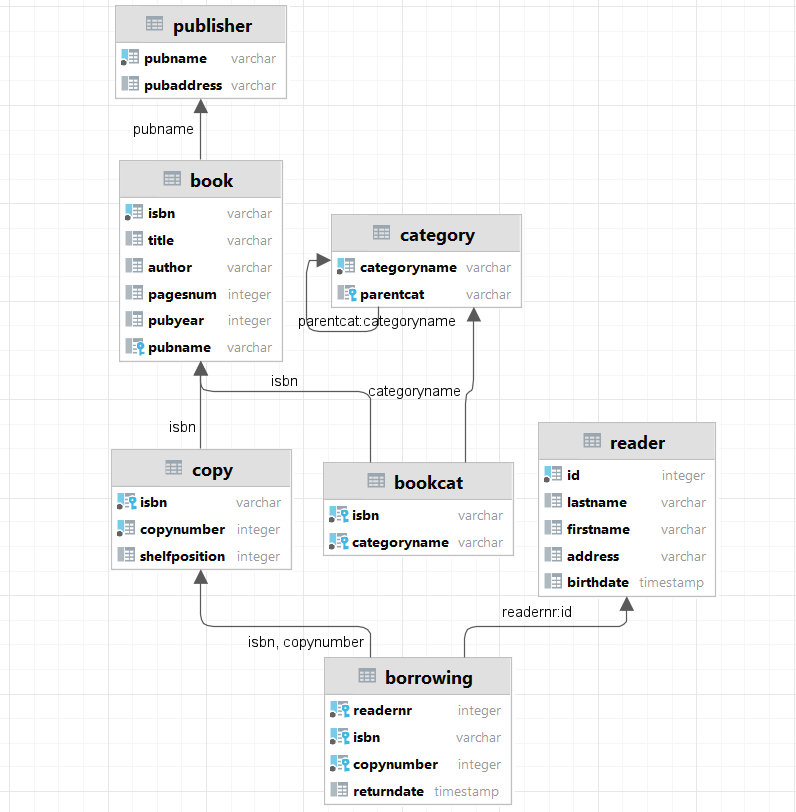 publisher
pubname varchar
pubaddress varchar
pubname
book
isbn varchar
title varchar
author varchar
pagesnum integer
pubyear integer
pubname varchar
category
categoryname varchar
parentcat varchar
parentcat:categoryname
isbn
categoryname
isbn
copy
isbn varchar
copynumber integer
shelfposition integer
bookcat
isbn varchar
categoryname varchar
reader
id integer
lastname varchar
firstname varchar
address varchar
birthdate timestamp
readernr:id
isbn, copynumber
borrowing
readernr integer
isbn varchar
copynumber integer
returndate timestamp